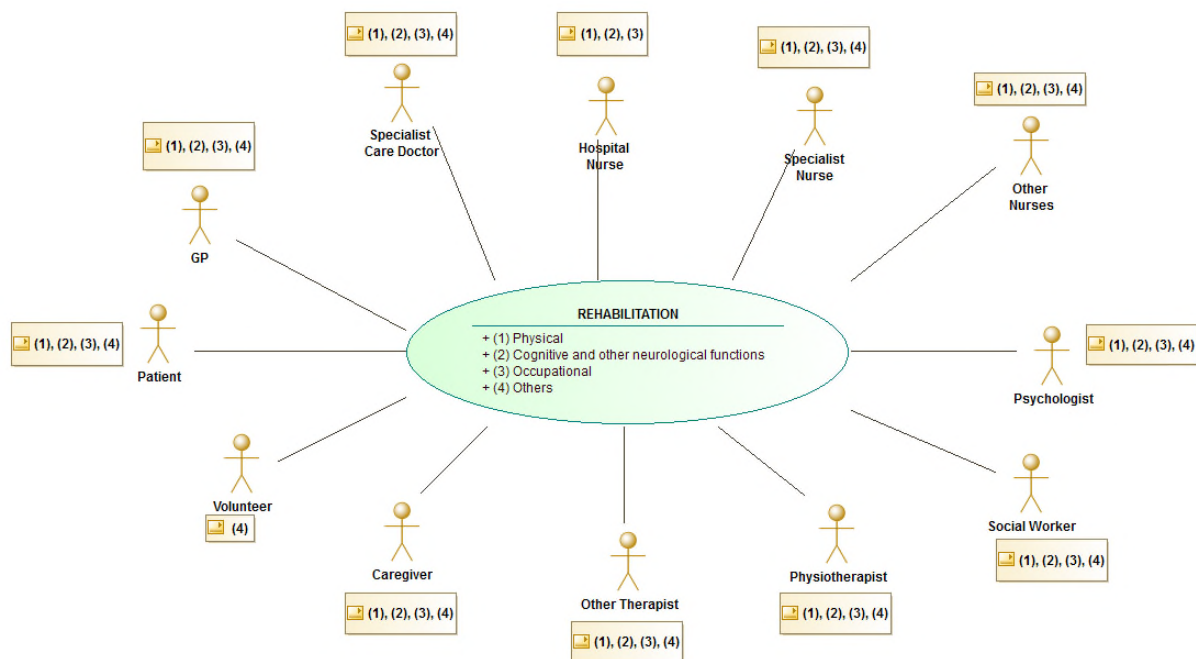 (1), (2), (3), (4)
Specialist
Care Doctor
(1), (2), (3)
Hospital
Nurse
(1), (2), (3), (4)
Specialist
Nurse
(1), (2), (3), (4)
Other
Nurses
(1), (2), (3), (4)
GP
(1), (2), (3), (4)
Patient
REHABILITATION
+ (1) Physical
+ (2) Cognitive and other neurological functions
+ (3) Occupational
+ (4) Others
(1), (2), (3), (4)
Psychologist
Volunteer
(4)
Caregiver
(1), (2), (3), (4)
Other Therapist
(1), (2), (3), (4)
Physiotherapist
(1), (2), (3), (4)
Social Worker
(1), (2), (3), (4)